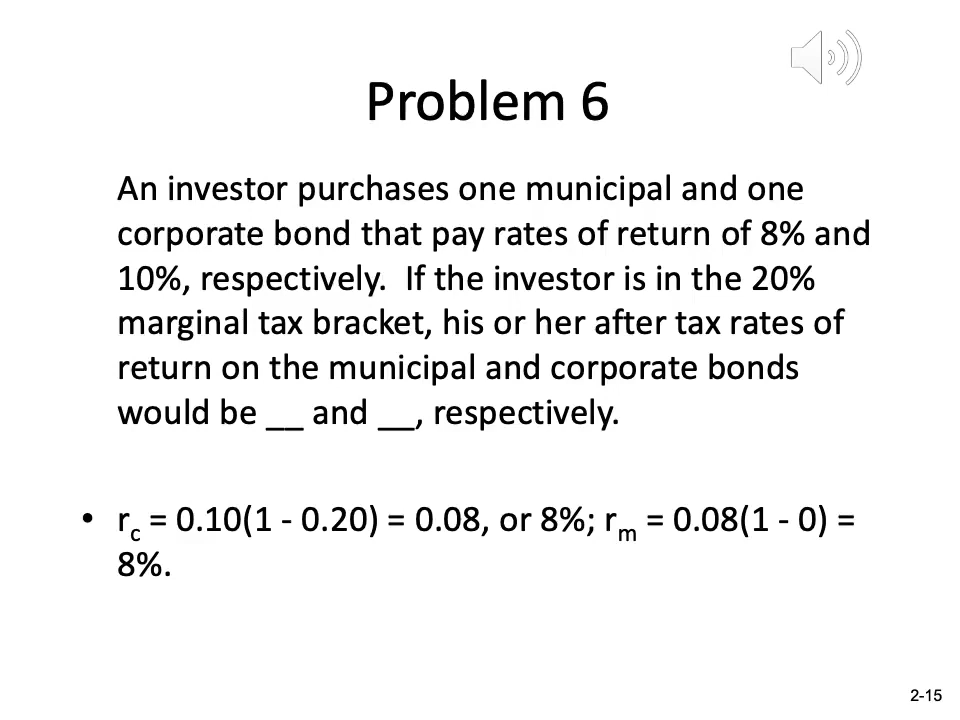 Problem 6
An investor purchases one municipal and one
corporate bond that pay rates of return of 8% and
10%, respectively.  If the investor is in the 20%
marginal tax bracket, his or her after tax rates of
return on the municipal and corporate bonds
would be __ and __, respectively.
• rc = 0.10(1 - 0.20) = 0.08, or 8%; rm = 0.08(1 - 0) =
8%.
2-15